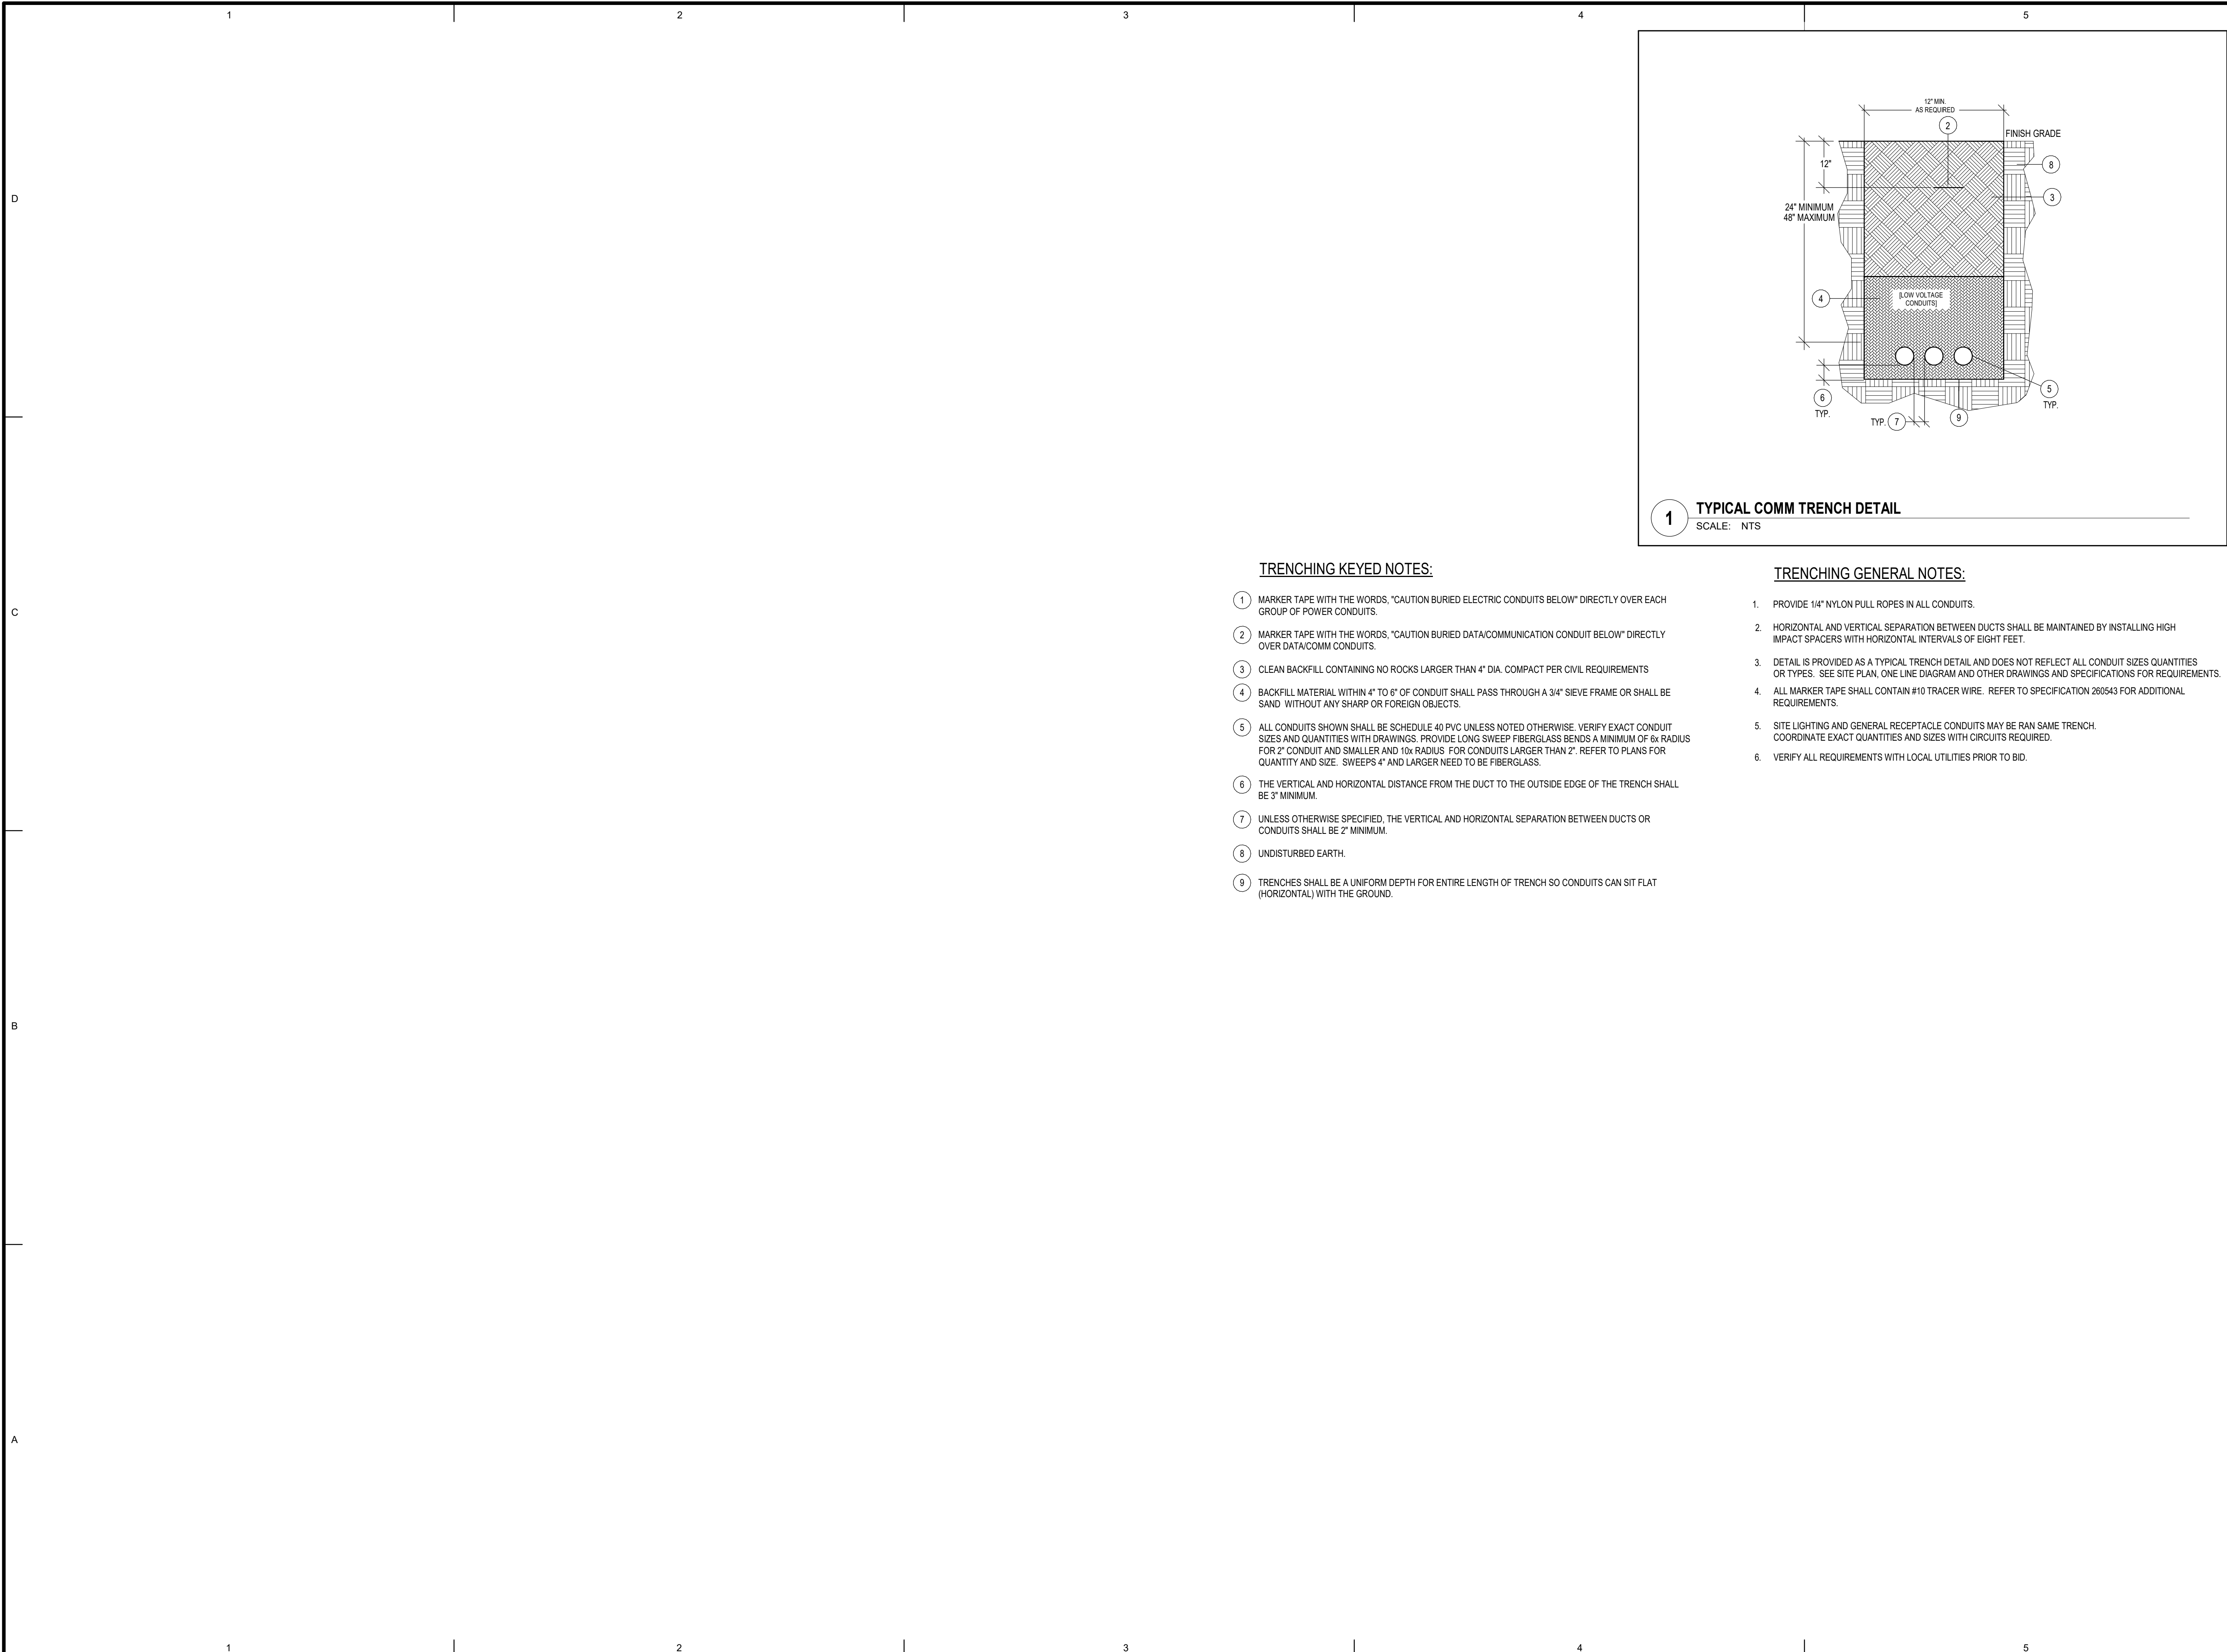 1 2 3 4 5
12" MIN.
AS REQUIRED
2
FINISH GRADE
12"
8
D
3
24" MINIMUM
48" MAXIMUM
4
[LOW VOLTAGE
CONDUITS]
5
TYP.
6
TYP.
TYP. 7
9
1
TYPICAL COMM TRENCH DETAIL
SCALE: NTS
TRENCHING KEYED NOTES:
1 MARKER TAPE WITH THE WORDS, "CAUTION BURIED ELECTRIC CONDUITS BELOW" DIRECTLY OVER EACH
GROUP OF POWER CONDUITS.
2 MARKER TAPE WITH THE WORDS, "CAUTION BURIED DATA/COMMUNICATION CONDUIT BELOW" DIRECTLY
OVER DATA/COMM CONDUITS.
3 CLEAN BACKFILL CONTAINING NO ROCKS LARGER THAN 4" DIA. COMPACT PER CIVIL REQUIREMENTS
4 BACKFILL MATERIAL WITHIN 4" TO 6" OF CONDUIT SHALL PASS THROUGH A 3/4" SIEVE FRAME OR SHALL BE
SAND WITHOUT ANY SHARP OR FOREIGN OBJECTS.
5 ALL CONDUITS SHOWN SHALL BE SCHEDULE 40 PVC UNLESS NOTED OTHERWISE. VERIFY EXACT CONDUIT
SIZES AND QUANTITIES WITH DRAWINGS. PROVIDE LONG SWEEP FIBERGLASS BENDS A MINIMUM OF 6x RADIUS
FOR 2" CONDUIT AND SMALLER AND 10x RADIUS FOR CONDUITS LARGER THAN 2". REFER TO PLANS FOR
QUANTITY AND SIZE. SWEEPS 4" AND LARGER NEED TO BE FIBERGLASS.
6 THE VERTICAL AND HORIZONTAL DISTANCE FROM THE DUCT TO THE OUTSIDE EDGE OF THE TRENCH SHALL
BE 3" MINIMUM.
7 UNLESS OTHERWISE SPECIFIED, THE VERTICAL AND HORIZONTAL SEPARATION BETWEEN DUCTS OR
CONDUITS SHALL BE 2" MINIMUM.
8 UNDISTURBED EARTH.
9 TRENCHES SHALL BE A UNIFORM DEPTH FOR ENTIRE LENGTH OF TRENCH SO CONDUITS CAN SIT FLAT
(HORIZONTAL) WITH THE GROUND.
TRENCHING GENERAL NOTES:
1. PROVIDE 1/4" NYLON PULL ROPES IN ALL CONDUITS.
2. HORIZONTAL AND VERTICAL SEPARATION BETWEEN DUCTS SHALL BE MAINTAINED BY INSTALLING HIGH
IMPACT SPACERS WITH HORIZONTAL INTERVALS OF EIGHT FEET.
3. DETAIL IS PROVIDED AS A TYPICAL TRENCH DETAIL AND DOES NOT REFLECT ALL CONDUIT SIZES QUANTITIES
OR TYPES. SEE SITE PLAN, ONE LINE DIAGRAM AND OTHER DRAWINGS AND SPECIFICATIONS FOR REQUIREMENTS.
4. ALL MARKER TAPE SHALL CONTAIN #10 TRACER WIRE. REFER TO SPECIFICATION 260543 FOR ADDITIONAL
REQUIREMENTS.
5. SITE LIGHTING AND GENERAL RECEPTACLE CONDUITS MAY BE RAN SAME TRENCH.
COORDINATE EXACT QUANTITIES AND SIZES WITH CIRCUITS REQUIRED.
6. VERIFY ALL REQUIREMENTS WITH LOCAL UTILITIES PRIOR TO BID.
C
B
A
1 2 3 4 5